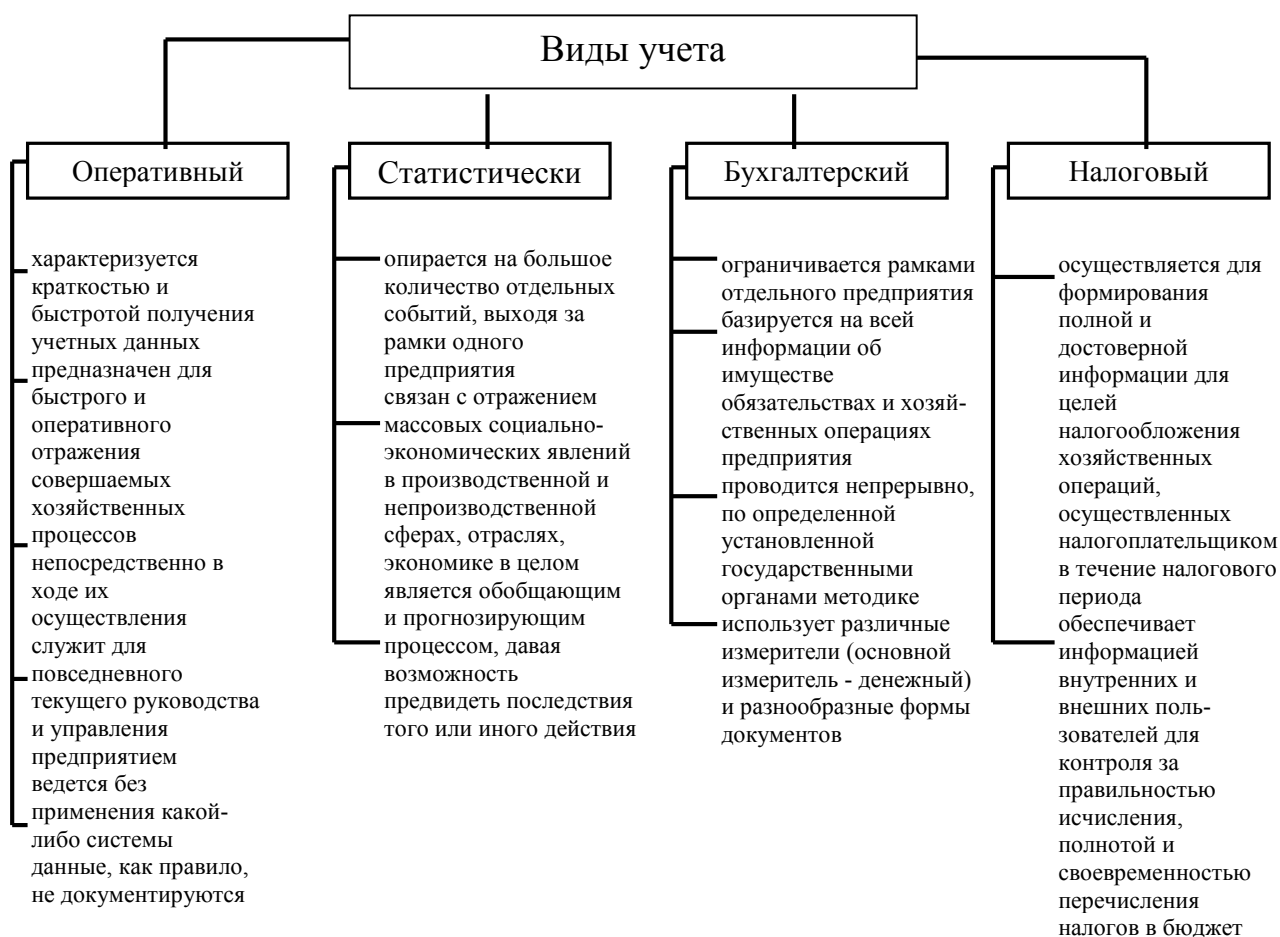 Виды учета
Оперативный
характеризуется
краткостью и
быстротой получения
учетных данных
предназначен для
быстрого и
оперативного
отражения
совершаемых
хозяйственных
процессов
непосредственно в
ходе их
осуществления
служит для
повседневного
текущего руководства
и управления
предприятием
ведется без
применения какой-
либо системы
данные, как правило,
не документируются
Статистически
опирается на большое
количество отдельных
событий, выходя за
рамки одного
предприятия
связан с отражением
массовых социально-
экономических явлений
в производственной и
непроизводственной
сферах, отраслях,
экономике в целом
является обобщающим
и прогнозирующим
процессом, давая
возможность
предвидеть последствия
того или иного действия
Бухгалтерский
ограничивается рамками
отдельного предприятия
базируется на всей
информации об
имуществе
обязательствах и хозяй-
ственных операциях
предприятия
проводится непрерывно,
по определенной
установленной
государственными
органами методике
использует различные
измерители (основной
измеритель - денежный)
и разнообразные формы
документов
Налоговый
осуществляется для
формирования
полной и
достоверной
информации для
целей
налогообложения
хозяйственных
операций,
осуществленных
налогоплательщиком
в течение налогового
периода
обеспечивает
информацией
внутренних и
внешних поль-
зователей для
контроля за
правильностью
исчисления,
полнотой и
своевременностью
перечисления
налогов в бюджет